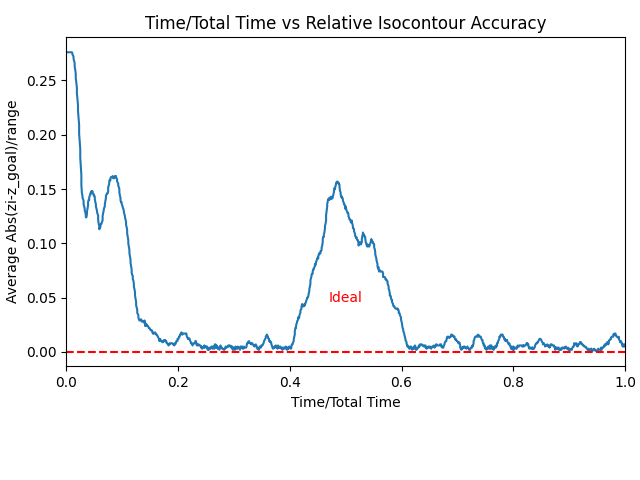 Time/Total Time vs Relative Isocontour Accuracy
Average Abs(zi-z_goal)/range
0.25
0.20
0.15
0.10
0.05
0.00
Ideal
0.0 0.2 0.4 0.6 0.8 1.0
Time/Total Time